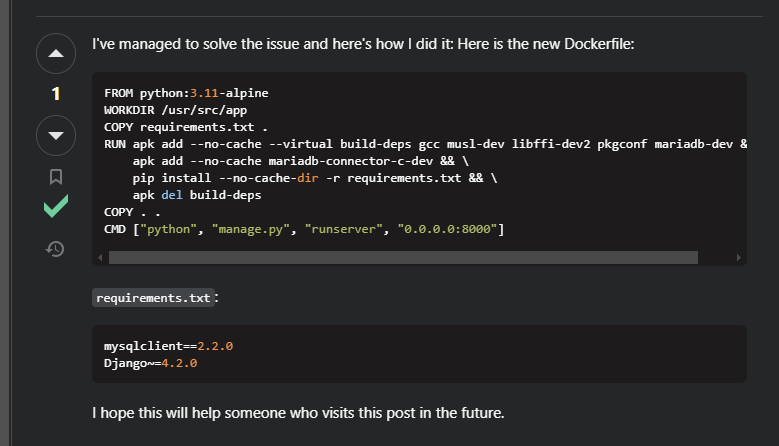 I've managed to solve the issue and here's how I did it: Here is the new Dockerfile:
1
FROM python:3.11-alpine
WORKDIR /usr/src/app
COPY requirements.txt .
RUN apk add --no-cache --virtual build-deps gcc musl-dev libffi-dev2 pkgconf mariadb-dev &
apk add --no-cache mariadb-connector-c-dev && \
pip install --no-cache-dir -r requirements.txt && \
apk del build-deps
COPY . .
CMD ["python", "manage.py", "runserver", "0.0.0.0:8000"]
requirements.txt:
mysqlclient==2.2.0
Django~=4.2.0
I hope this will help someone who visits this post in the future.